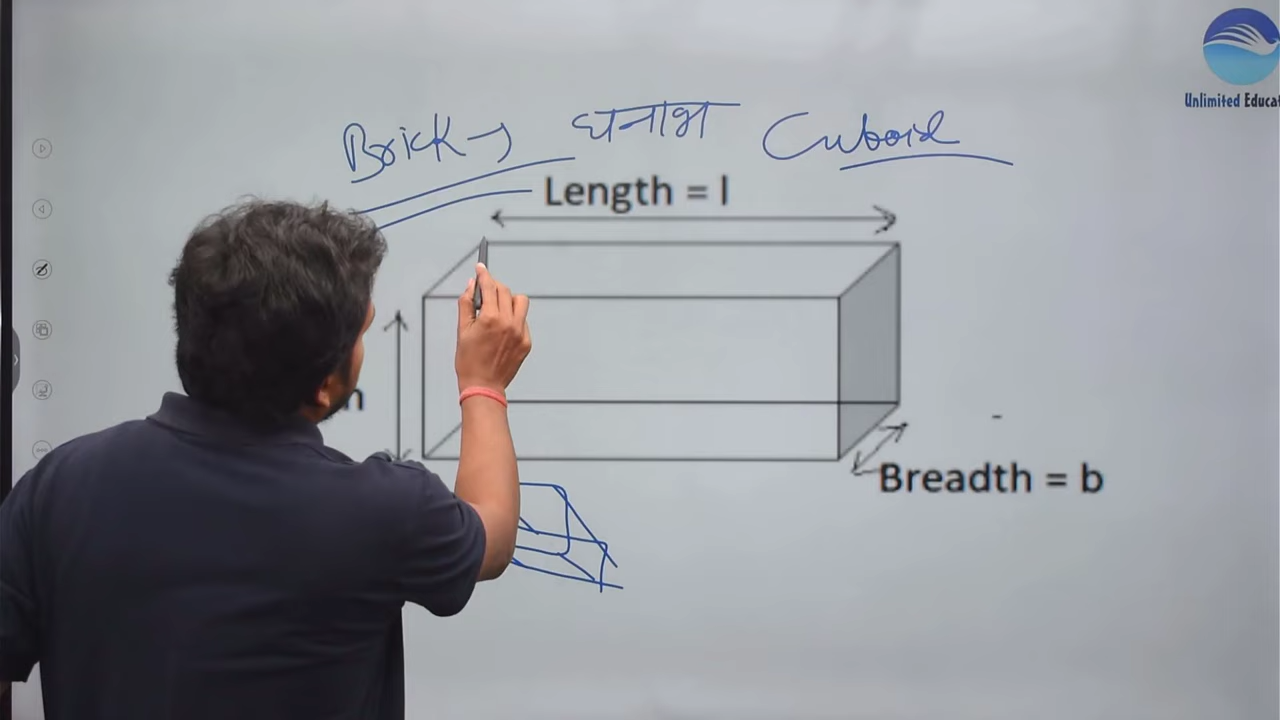 Unlimited Educat
Brick → घनाभ Cuboid
Length = l
h
Breadth = b